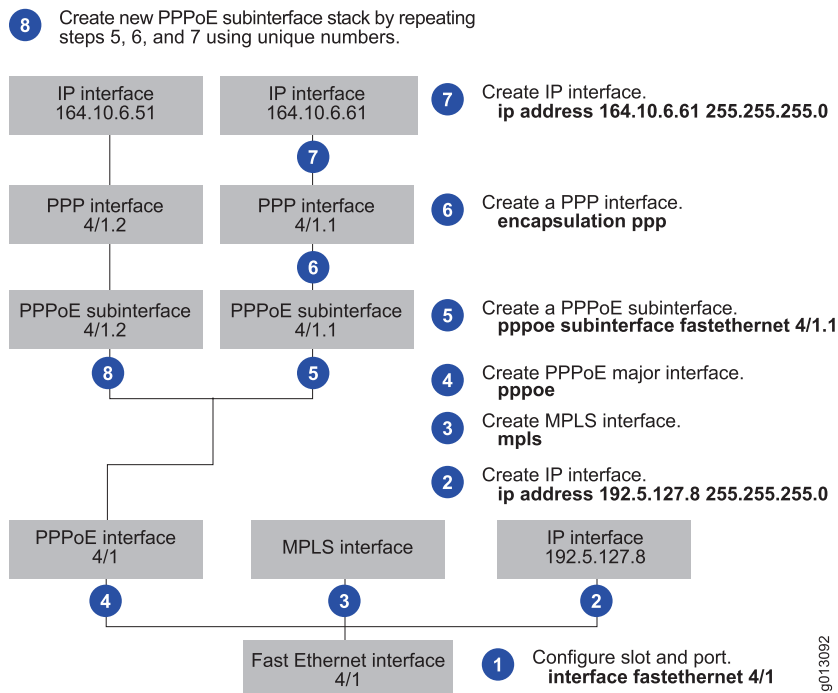 8
Create new PPPoE subinterface stack by repeating
steps 5, 6, and 7 using unique numbers.
IP interface
164.10.6.51
IP interface
164.10.6.61
7
Create IP interface.
ip address 164.10.6.61 255.255.255.0
7
PPP interface
4/1.2
PPP interface
4/1.1
6
Create a PPP interface.
encapsulation ppp
6
PPPoE subinterface
4/1.2
PPPoE subinterface
4/1.1
5
Create a PPPoE subinterface.
pppoe subinterface fastethernet 4/1.1
8
5
4
Create PPPoE major interface.
pppoe
3
Create MPLS interface.
mpls
2
Create IP interface.
ip address 192.5.127.8 255.255.255.0
PPPoE interface
4/1
MPLS interface
IP interface
192.5.127.8
4
3
2
Fast Ethernet interface
4/1
1
Configure slot and port.
interface fastethernet 4/1
g013092